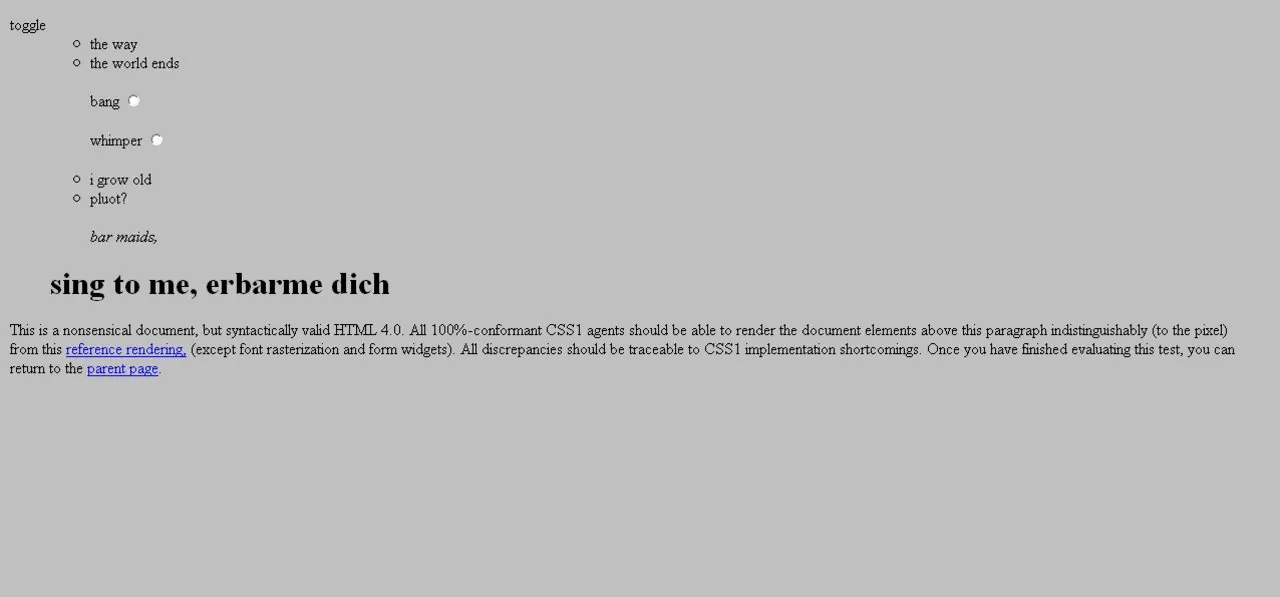 toggle
the way
the world ends
bang
whimper
i grow old
pluot?
bar maids,
sing to me, erbarme dich
This is a nonsensical document, but syntactically valid HTML 4.0. All 100%-conformant CSS1 agents should be able to render the document elements above this paragraph indistinguishably (to the pixel)
from this reference rendering, (except font rasterization and form widgets). All discrepancies should be traceable to CSS1 implementation shortcomings. Once you have finished evaluating this test, you can
return to the parent page.